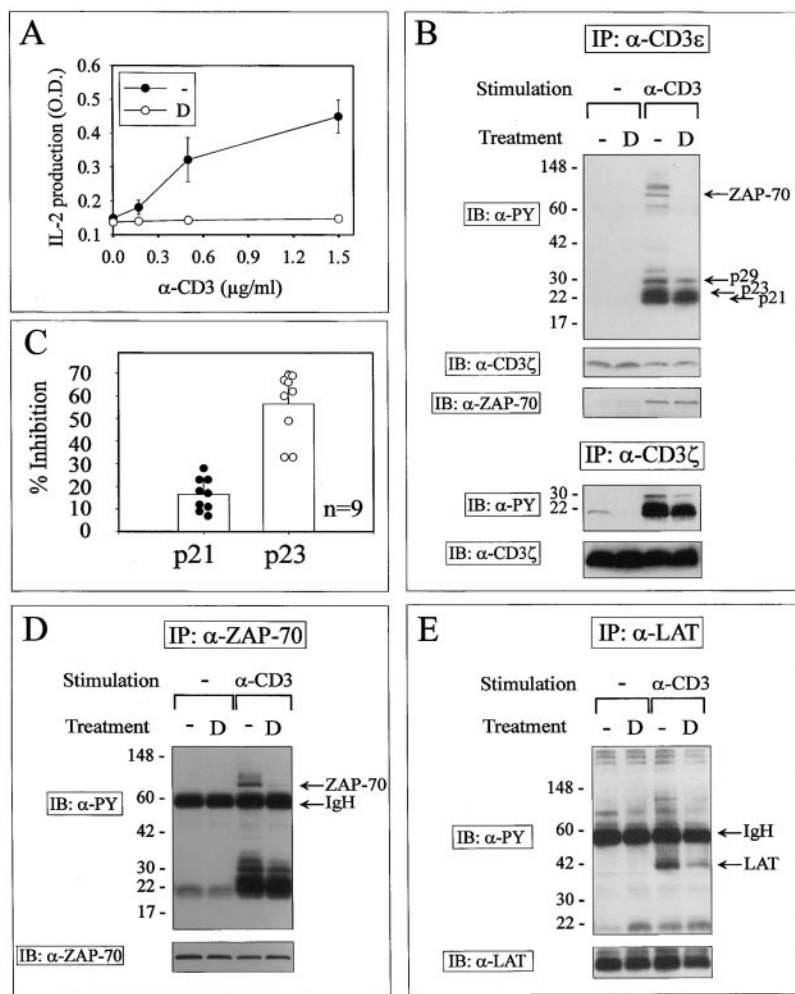 A
IL-2 production (O.D.)
0.6
0.5
0.4
0.3
0.2
0.1
-
D
0.0 0.3 0.6 0.9 1.2 1.5
α-CD3 (µg/ml)
B
IP: α-CD3ε
Stimulation - α-CD3
Treatment - D - D
148 -
ZAP-70
IB: α-PY 60 -
42 -
30 - p29
p23
22 - p21
17 -
IB: α-CD3ζ
IB: α-ZAP-70
IP: α-CD3ζ
IB: α-PY 30 -
22 -
IB: α-CD3ζ
C
% Inhibition
70
60
50
40
30
20
10
0
n=9
p21 p23
D
IP: α-ZAP-70
Stimulation - α-CD3
Treatment - D - D
148 -
ZAP-70
IB: α-PY 60 - IgH
42 -
30 -
22 -
17 -
IB: α-ZAP-70
E
IP: α-LAT
Stimulation - α-CD3
Treatment - D - D
148 -
IB: α-PY 60 - IgH
42 - LAT
30 -
22 -
IB: α-LAT